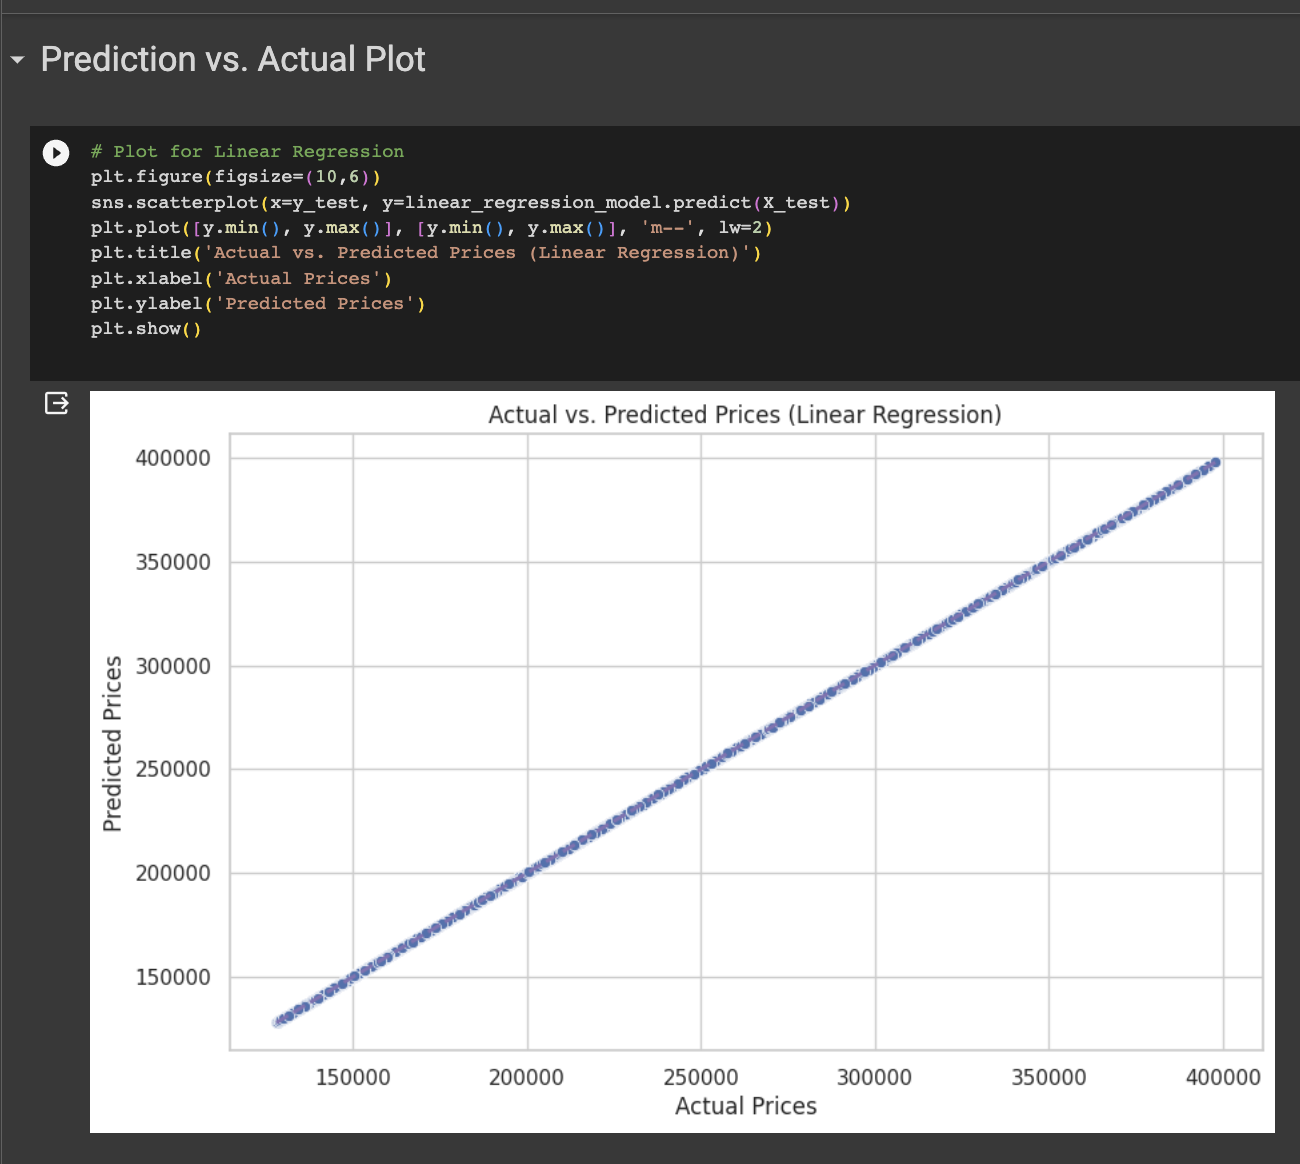 Prediction vs. Actual Plot
# Plot for Linear Regression
plt.figure(figsize=(10,6))
sns.scatterplot(x=y_test, y=linear_regression_model.predict(X_test))
plt.plot([y.min(), y.max()], [y.min(), y.max()], 'm--', lw=2)
plt.title('Actual vs. Predicted Prices (Linear Regression)')
plt.xlabel('Actual Prices')
plt.ylabel('Predicted Prices')
plt.show()
Actual vs. Predicted Prices (Linear Regression)
400000
350000
300000
250000
200000
150000
Predicted Prices
150000 200000 250000 300000 350000 400000
Actual Prices